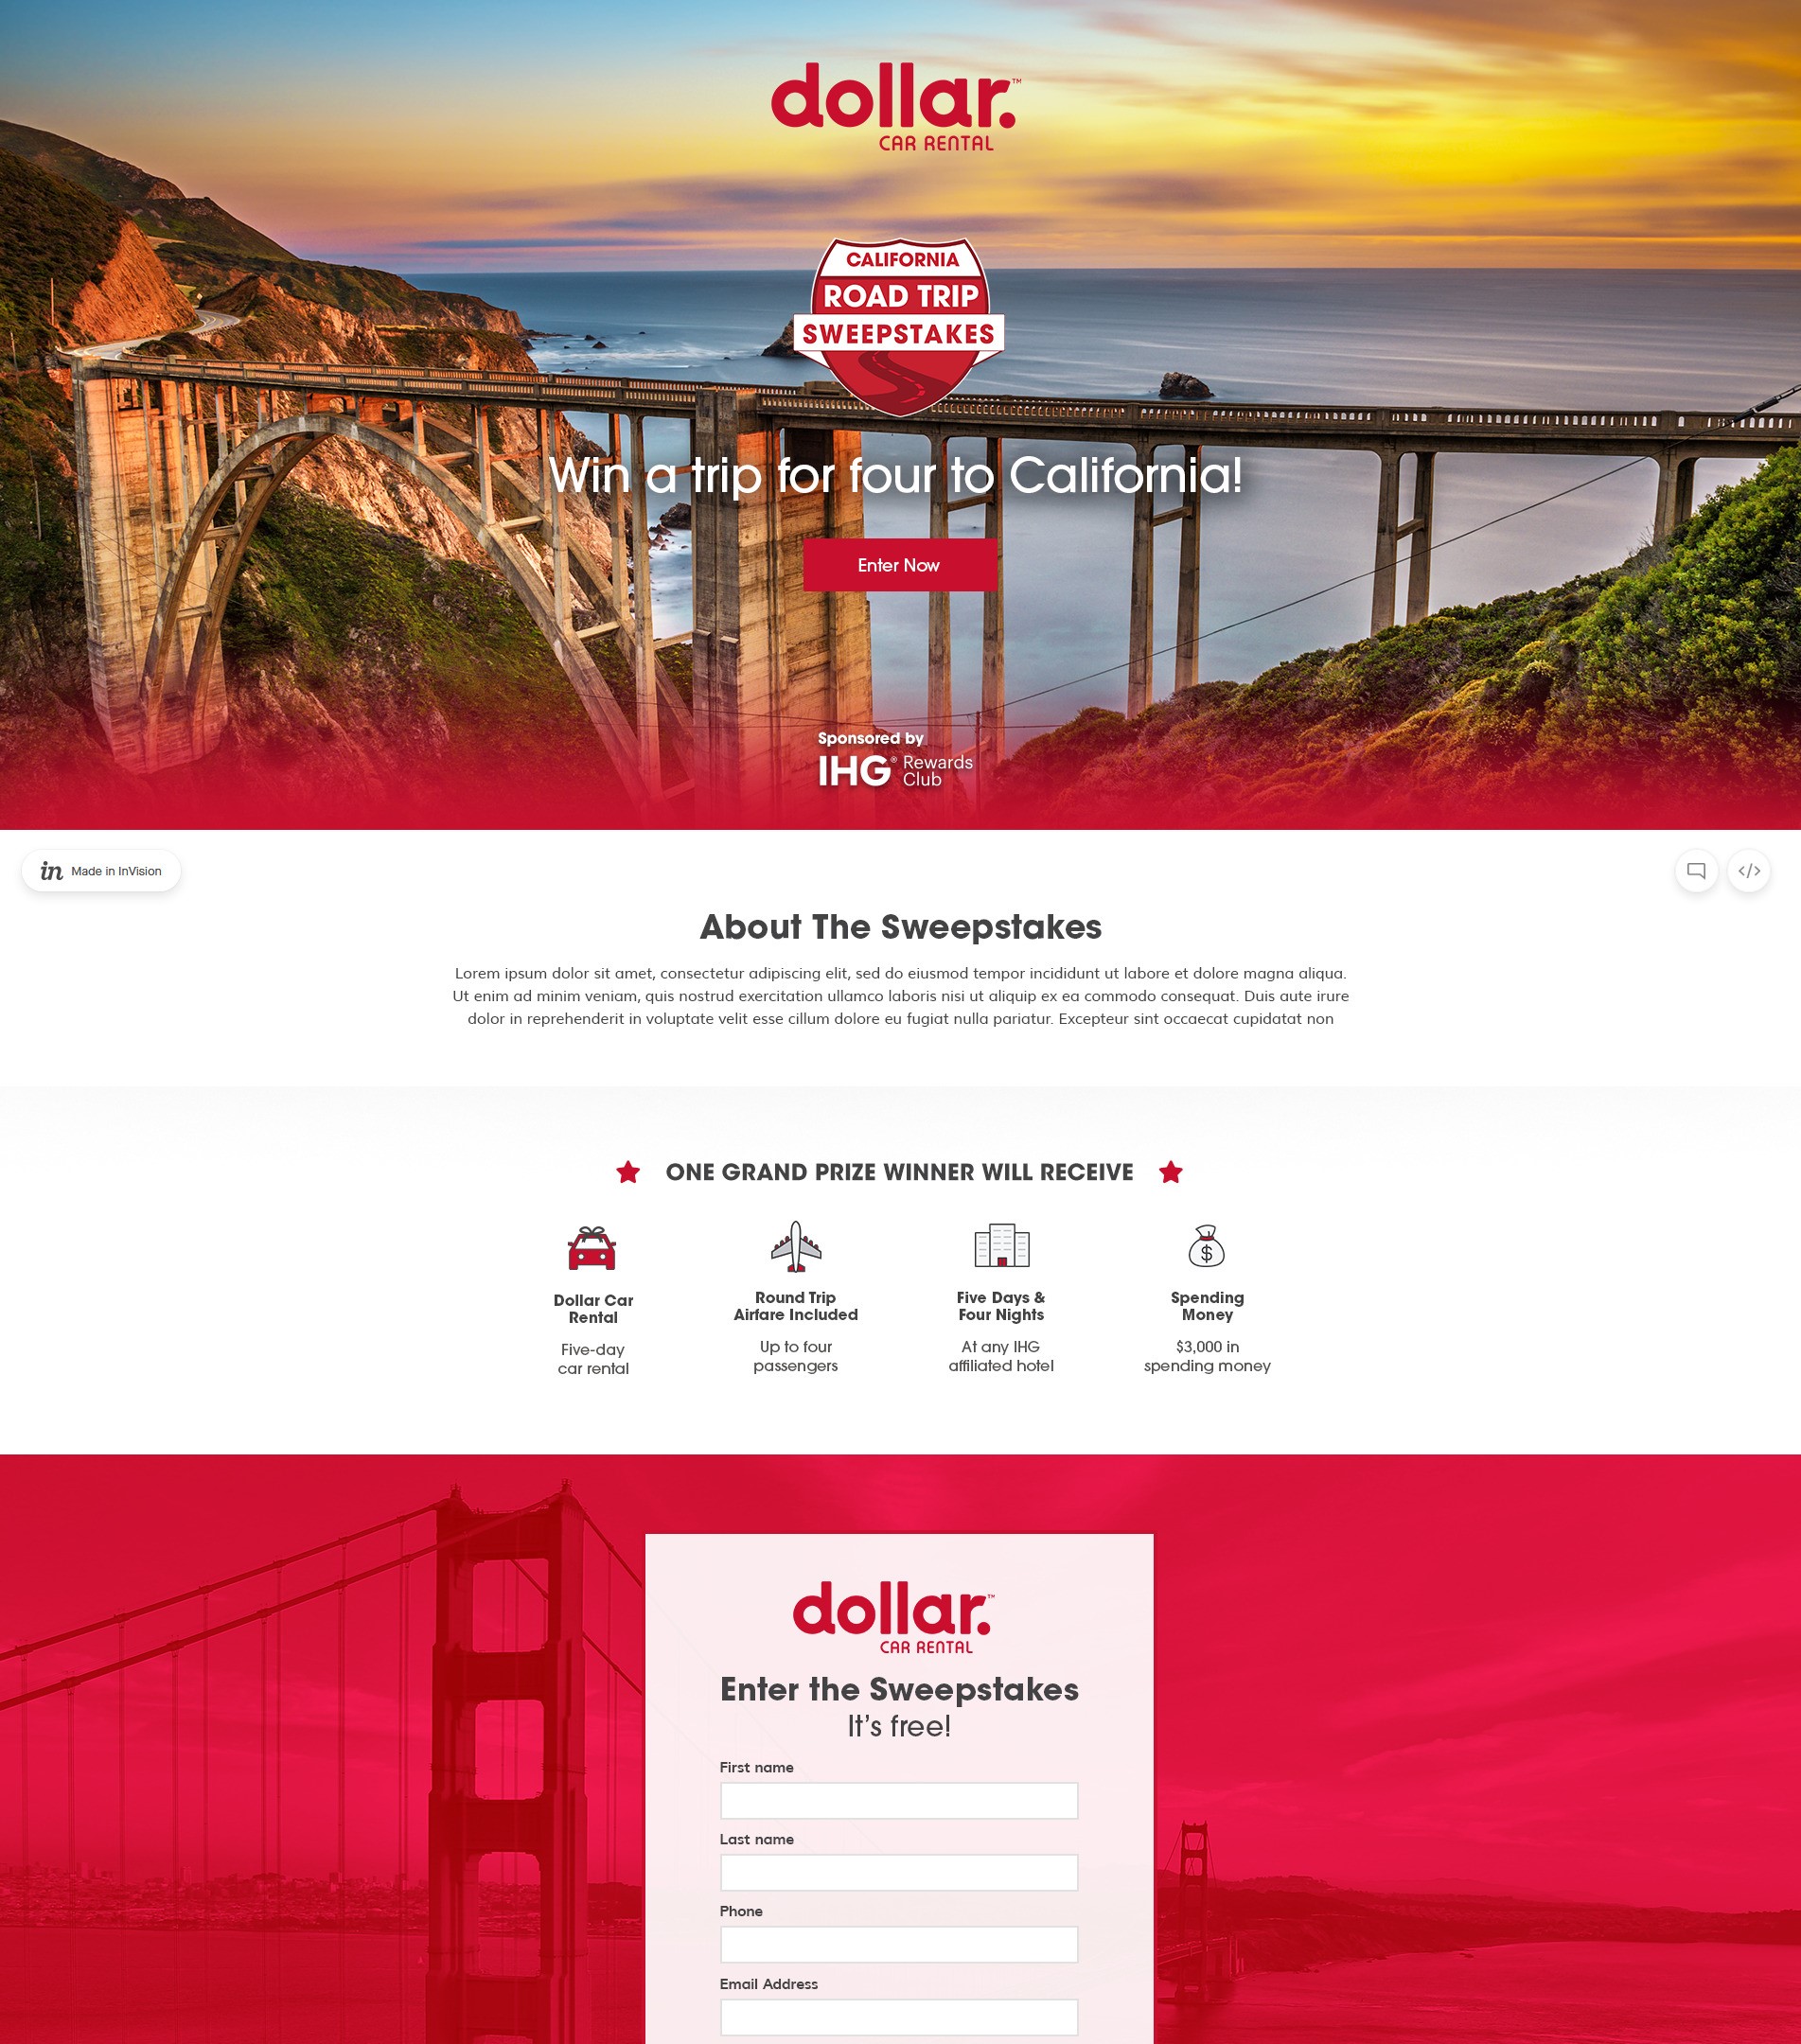 dollar.™
CAR RENTAL
CALIFORNIA
ROAD TRIP
SWEEPSTAKES
Win a trip for four to California!
Enter Now
Sponsored by
IHG® Rewards
Club
in Made in InVision
About The Sweepstakes
Lorem ipsum dolor sit amet, consectetur adipiscing elit, sed do eiusmod tempor incididunt ut labore et dolore magna aliqua.
Ut enim ad minim veniam, quis nostrud exercitation ullamco laboris nisi ut aliquip ex ea commodo consequat. Duis aute irure
dolor in reprehenderit in voluptate velit esse cillum dolore eu fugiat nulla pariatur. Excepteur sint occaecat cupidatat non
ONE GRAND PRIZE WINNER WILL RECEIVE
$
Dollar Car
Rental
Five-day
car rental
Round Trip
Airfare Included
Up to four
passengers
Five Days &
Four Nights
At any IHG
affiliated hotel
Spending
Money
$3,000 in
spending money
dollar.™
CAR RENTAL
Enter the Sweepstakes
It's free!
First name
Last name
Phone
Email Address